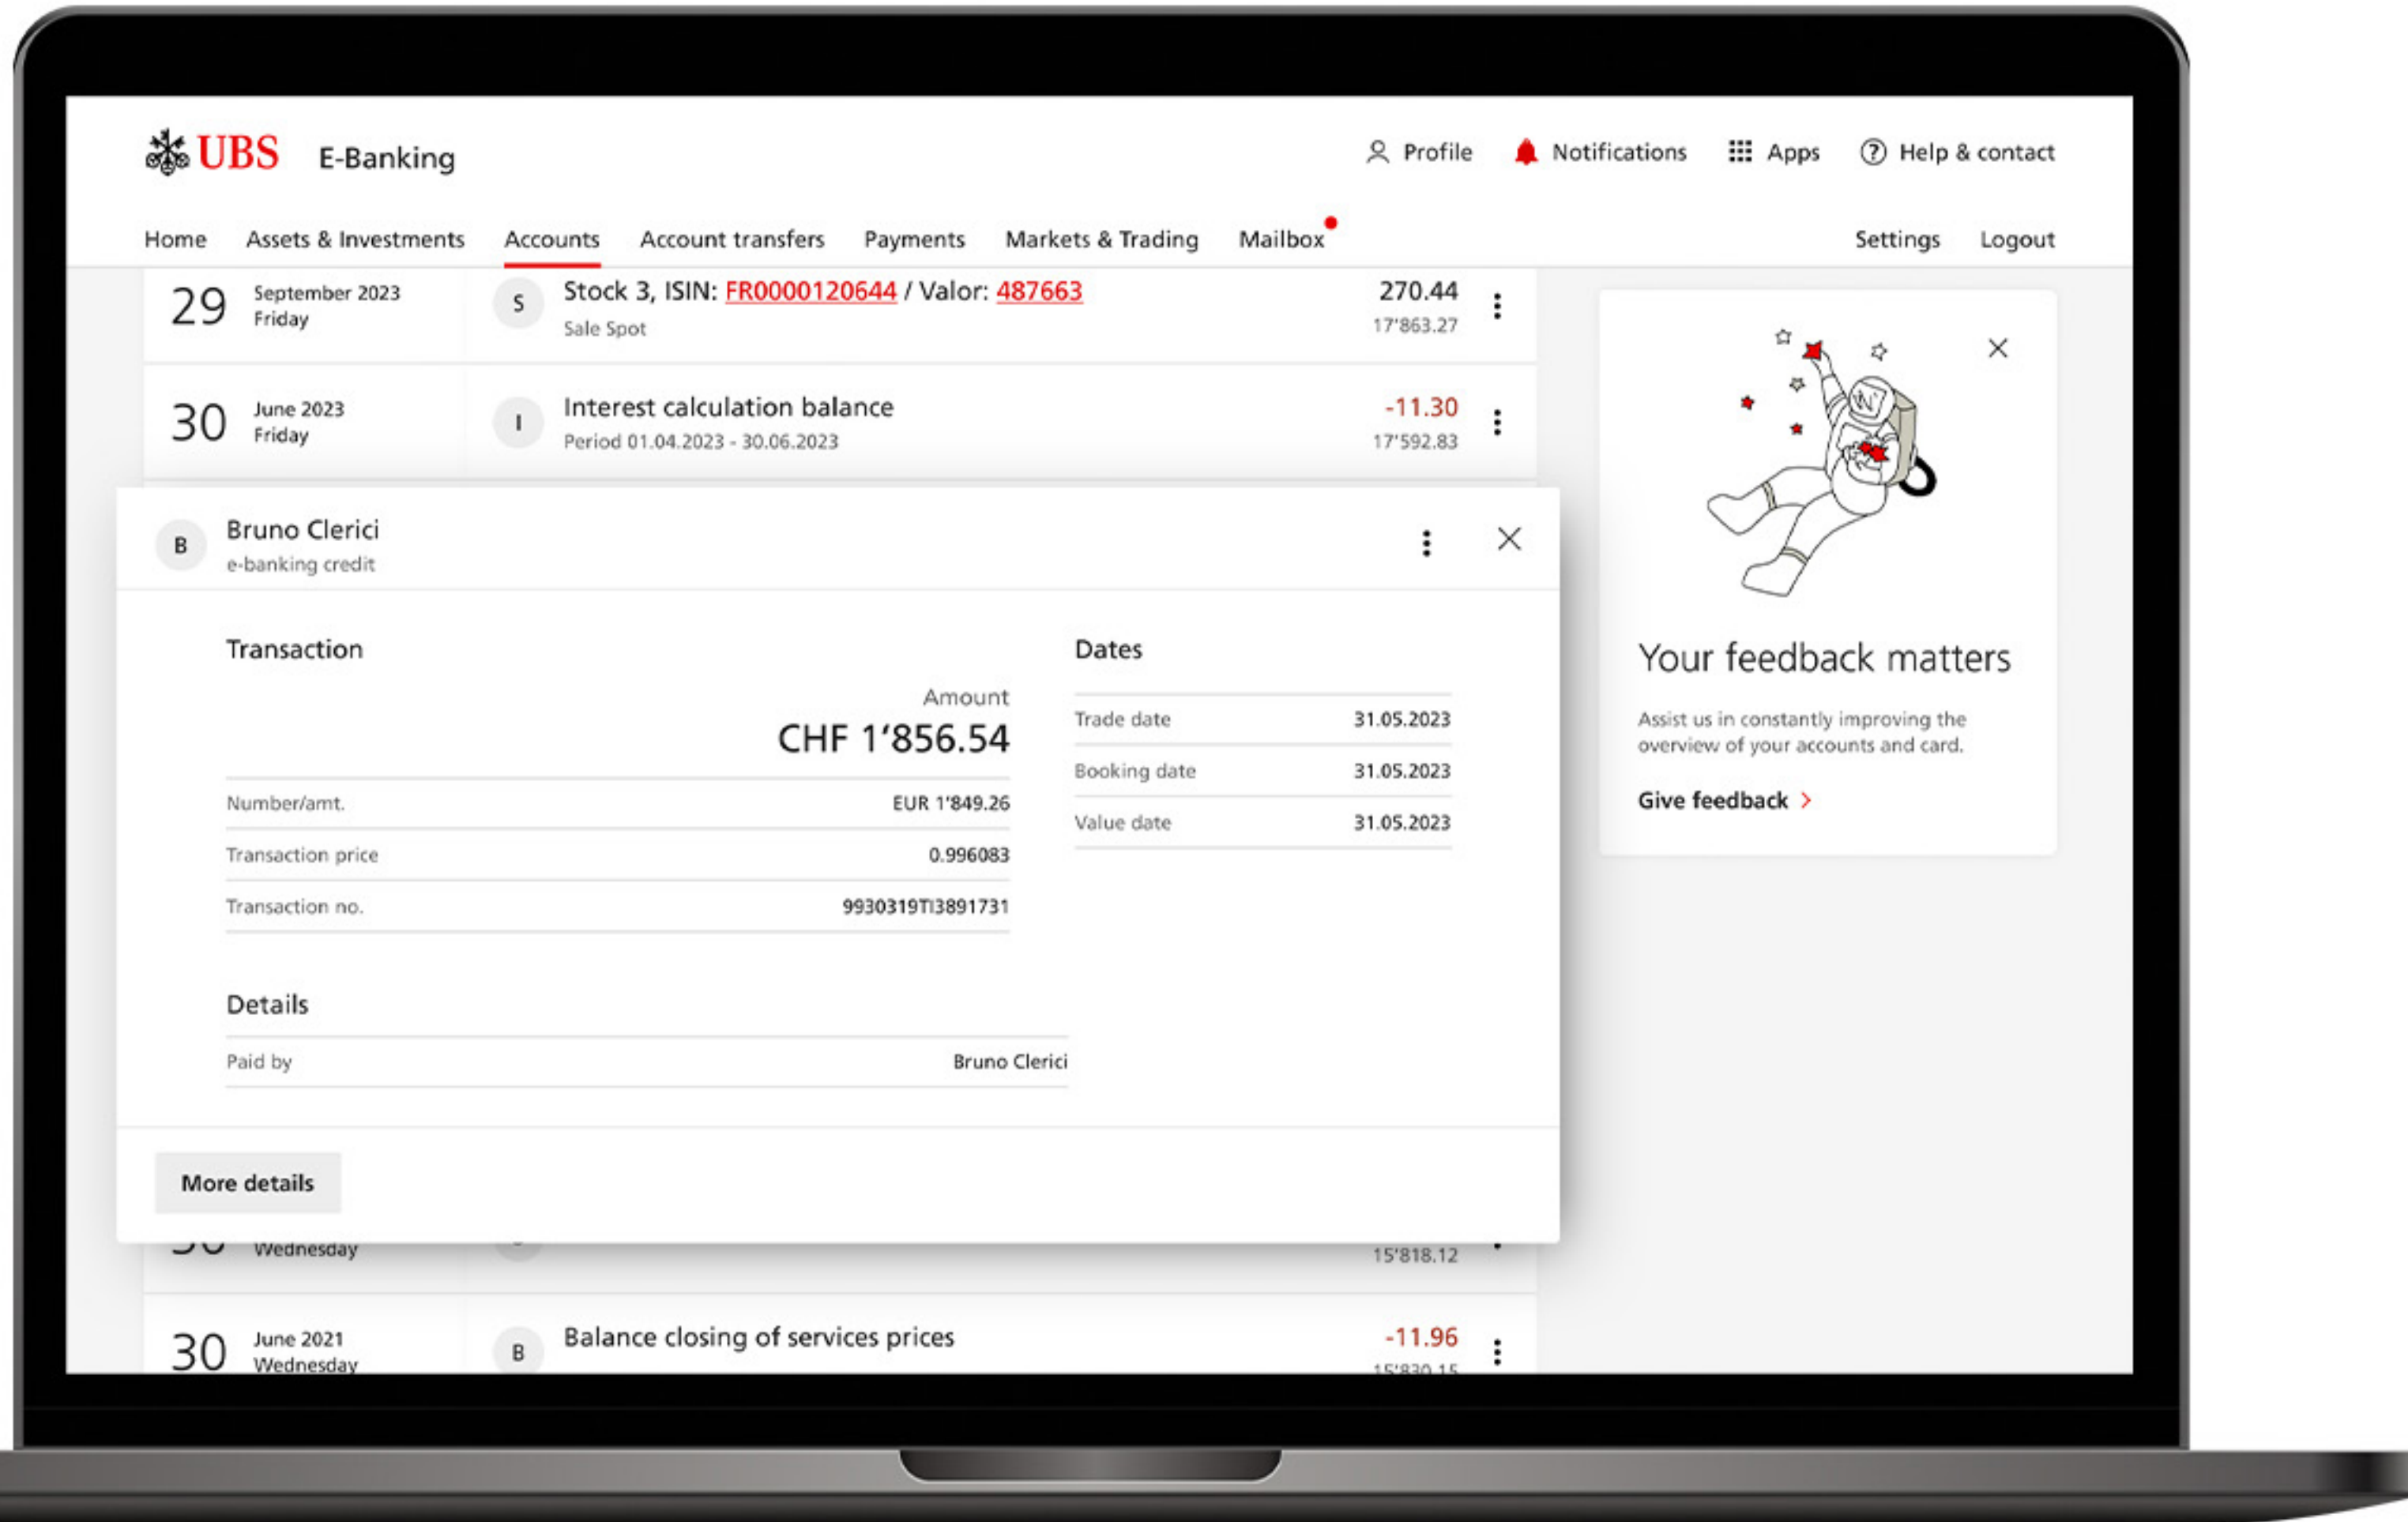 UBS E-Banking
Profile Notifications Apps Help & contact
Home Assets & Investments Accounts Account transfers Payments Markets & Trading Mailbox Settings Logout
29 September 2023 Friday
S Stock 3, ISIN: FR0000120644 / Valor: 487663
Sale Spot
270.44
17'863.27
30 June 2023 Friday
I Interest calculation balance
Period 01.04.2023 - 30.06.2023
-11.30
17'592.83
B Bruno Clerici
e-banking credit
Transaction
Amount
CHF 1'856.54
Number/amt. EUR 1'849.26
Transaction price 0.996083
Transaction no. 9930319TI3891731
Dates
Trade date 31.05.2023
Booking date 31.05.2023
Value date 31.05.2023
Details
Paid by Bruno Clerici
More details
30 Wednesday
15'818.12
30 June 2021 Wednesday
B Balance closing of services prices
-11.96
15'830.15
Your feedback matters
Assist us in constantly improving the
overview of your accounts and card.
Give feedback